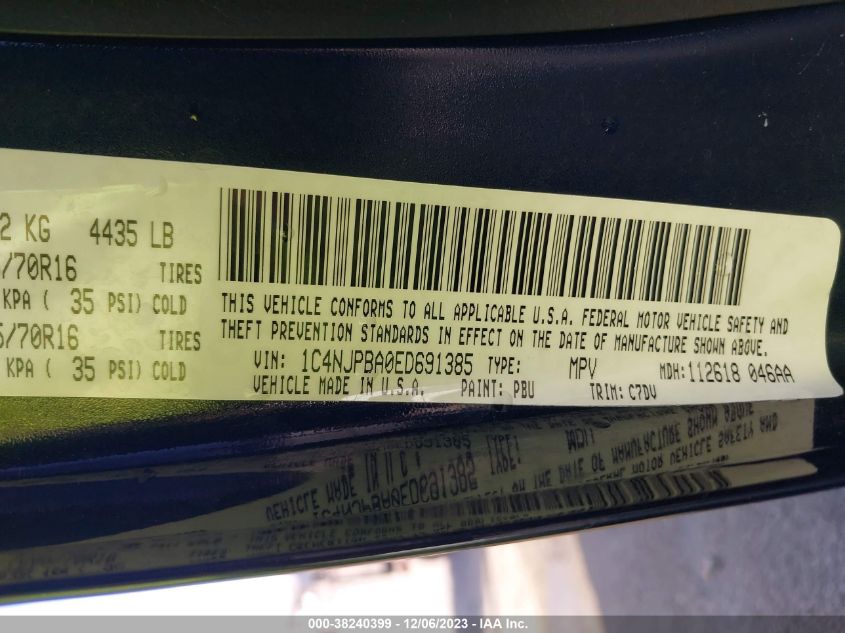 2 KG 4435 LB
/70R16 TIRES
KPA ( 35 PSI) COLD
5/70R16 TIRES
KPA ( 35 PSI) COLD
THIS VEHICLE CONFORMS TO ALL APPLICABLE U.S.A. FEDERAL MOTOR VEHICLE SAFETY AND
THEFT PREVENTION STANDARDS IN EFFECT ON THE DATE OF MANUFACTURE SHOWN ABOVE.
VIN: 1C4NJPBA0ED691385 TYPE: MPV MDH:112618 046AA
VEHICLE MADE IN U.S.A. PAINT: PBU TRIM: C7DV
000-38240399 - 12/06/2023 - IAA Inc.